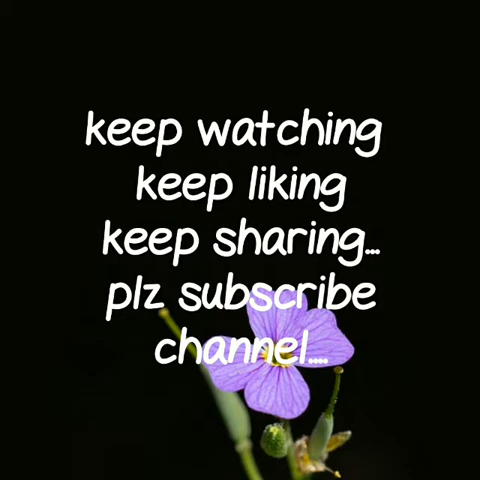 keep watching
keep liking
keep sharing...
plz subscribe
channel....